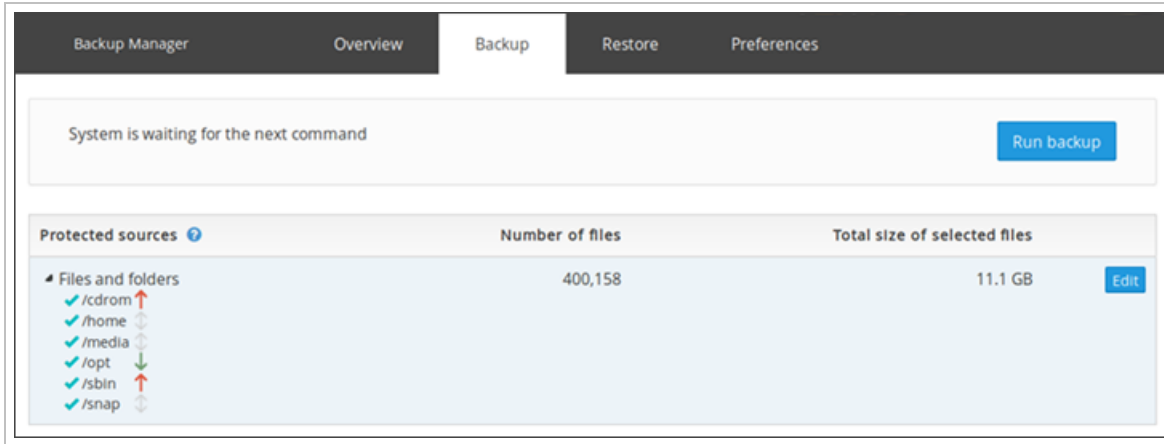 Backup Manager Overview Backup Restore Preferences
System is waiting for the next command Run backup
Protected sources ? Number of files Total size of selected files
Files and folders 400,158 11.1 GB Edit
/cdrom
/home
/media
/opt
/sbin
/snap